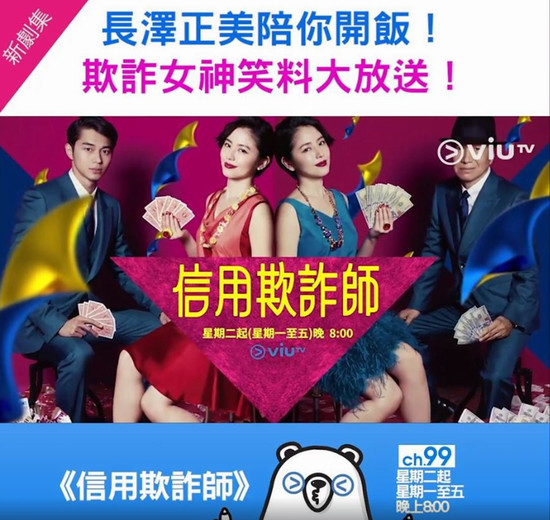 新劇集
長澤正美陪你開飯！
欺詐女神笑料大放送！
viuTV
信用欺詐師
星期二起(星期一至五)晚 8:00
viuTV
《信用欺詐師》
ch.99
星期二起
星期一至五
晚上8:00